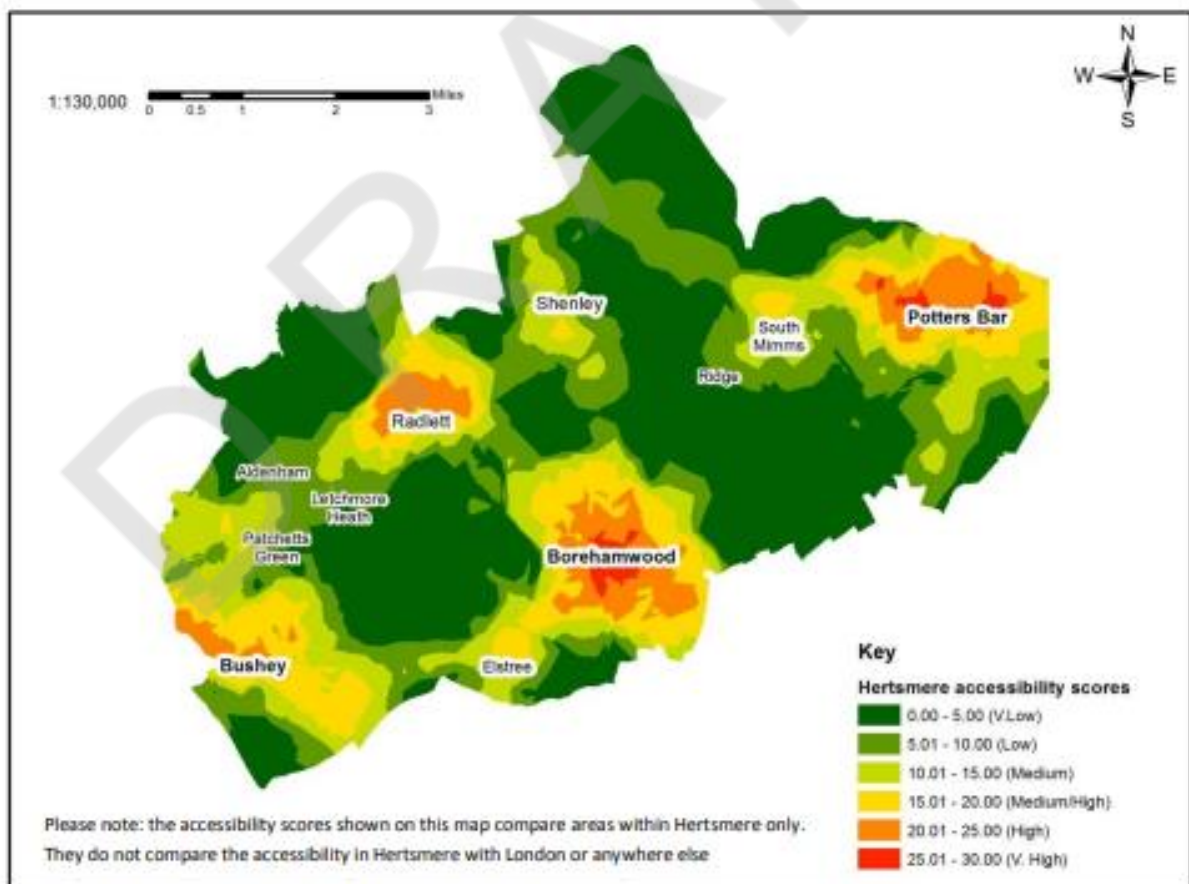 DRA
N
W E
S
1:130,000
Miles
0 0.5 1 2 3
Shenley
Potters Bar
South
Mimms
Ridge
Radlett
Aldenham
Letchmore
Heath
Patchetts
Green
Borehamwood
Bushey
Elstree
Key
Hertsmere accessibility scores
0.00 - 5.00 (V.Low)
5.01 - 10.00 (Low)
10.01 - 15.00 (Medium)
15.01 - 20.00 (Medium/High)
20.01 - 25.00 (High)
25.01 - 30.00 (V. High)
Please note: the accessibility scores shown on this map compare areas within Hertsmere only.
They do not compare the accessibility in Hertsmere with London or anywhere else